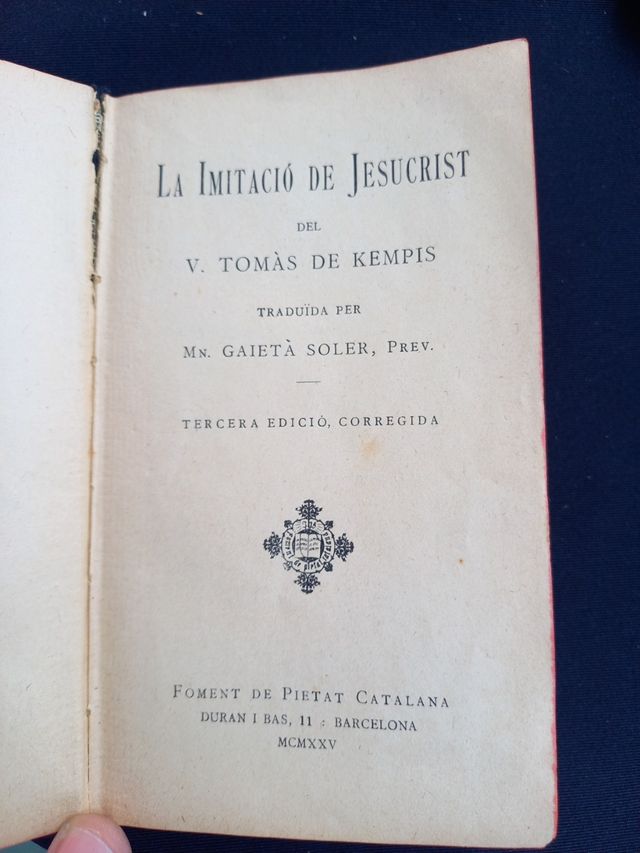 LA IMITACIÓ DE JESUCRIST
DEL
V. TOMÀS DE KEMPIS
TRADUÏDA PER
MN. GAIETÀ SOLER, PREV.
TERCERA EDICIÓ, CORREGIDA
FOMENT DE PIETAT CATALANA
DURAN I BAS, 11 : BARCELONA
MCMXXV